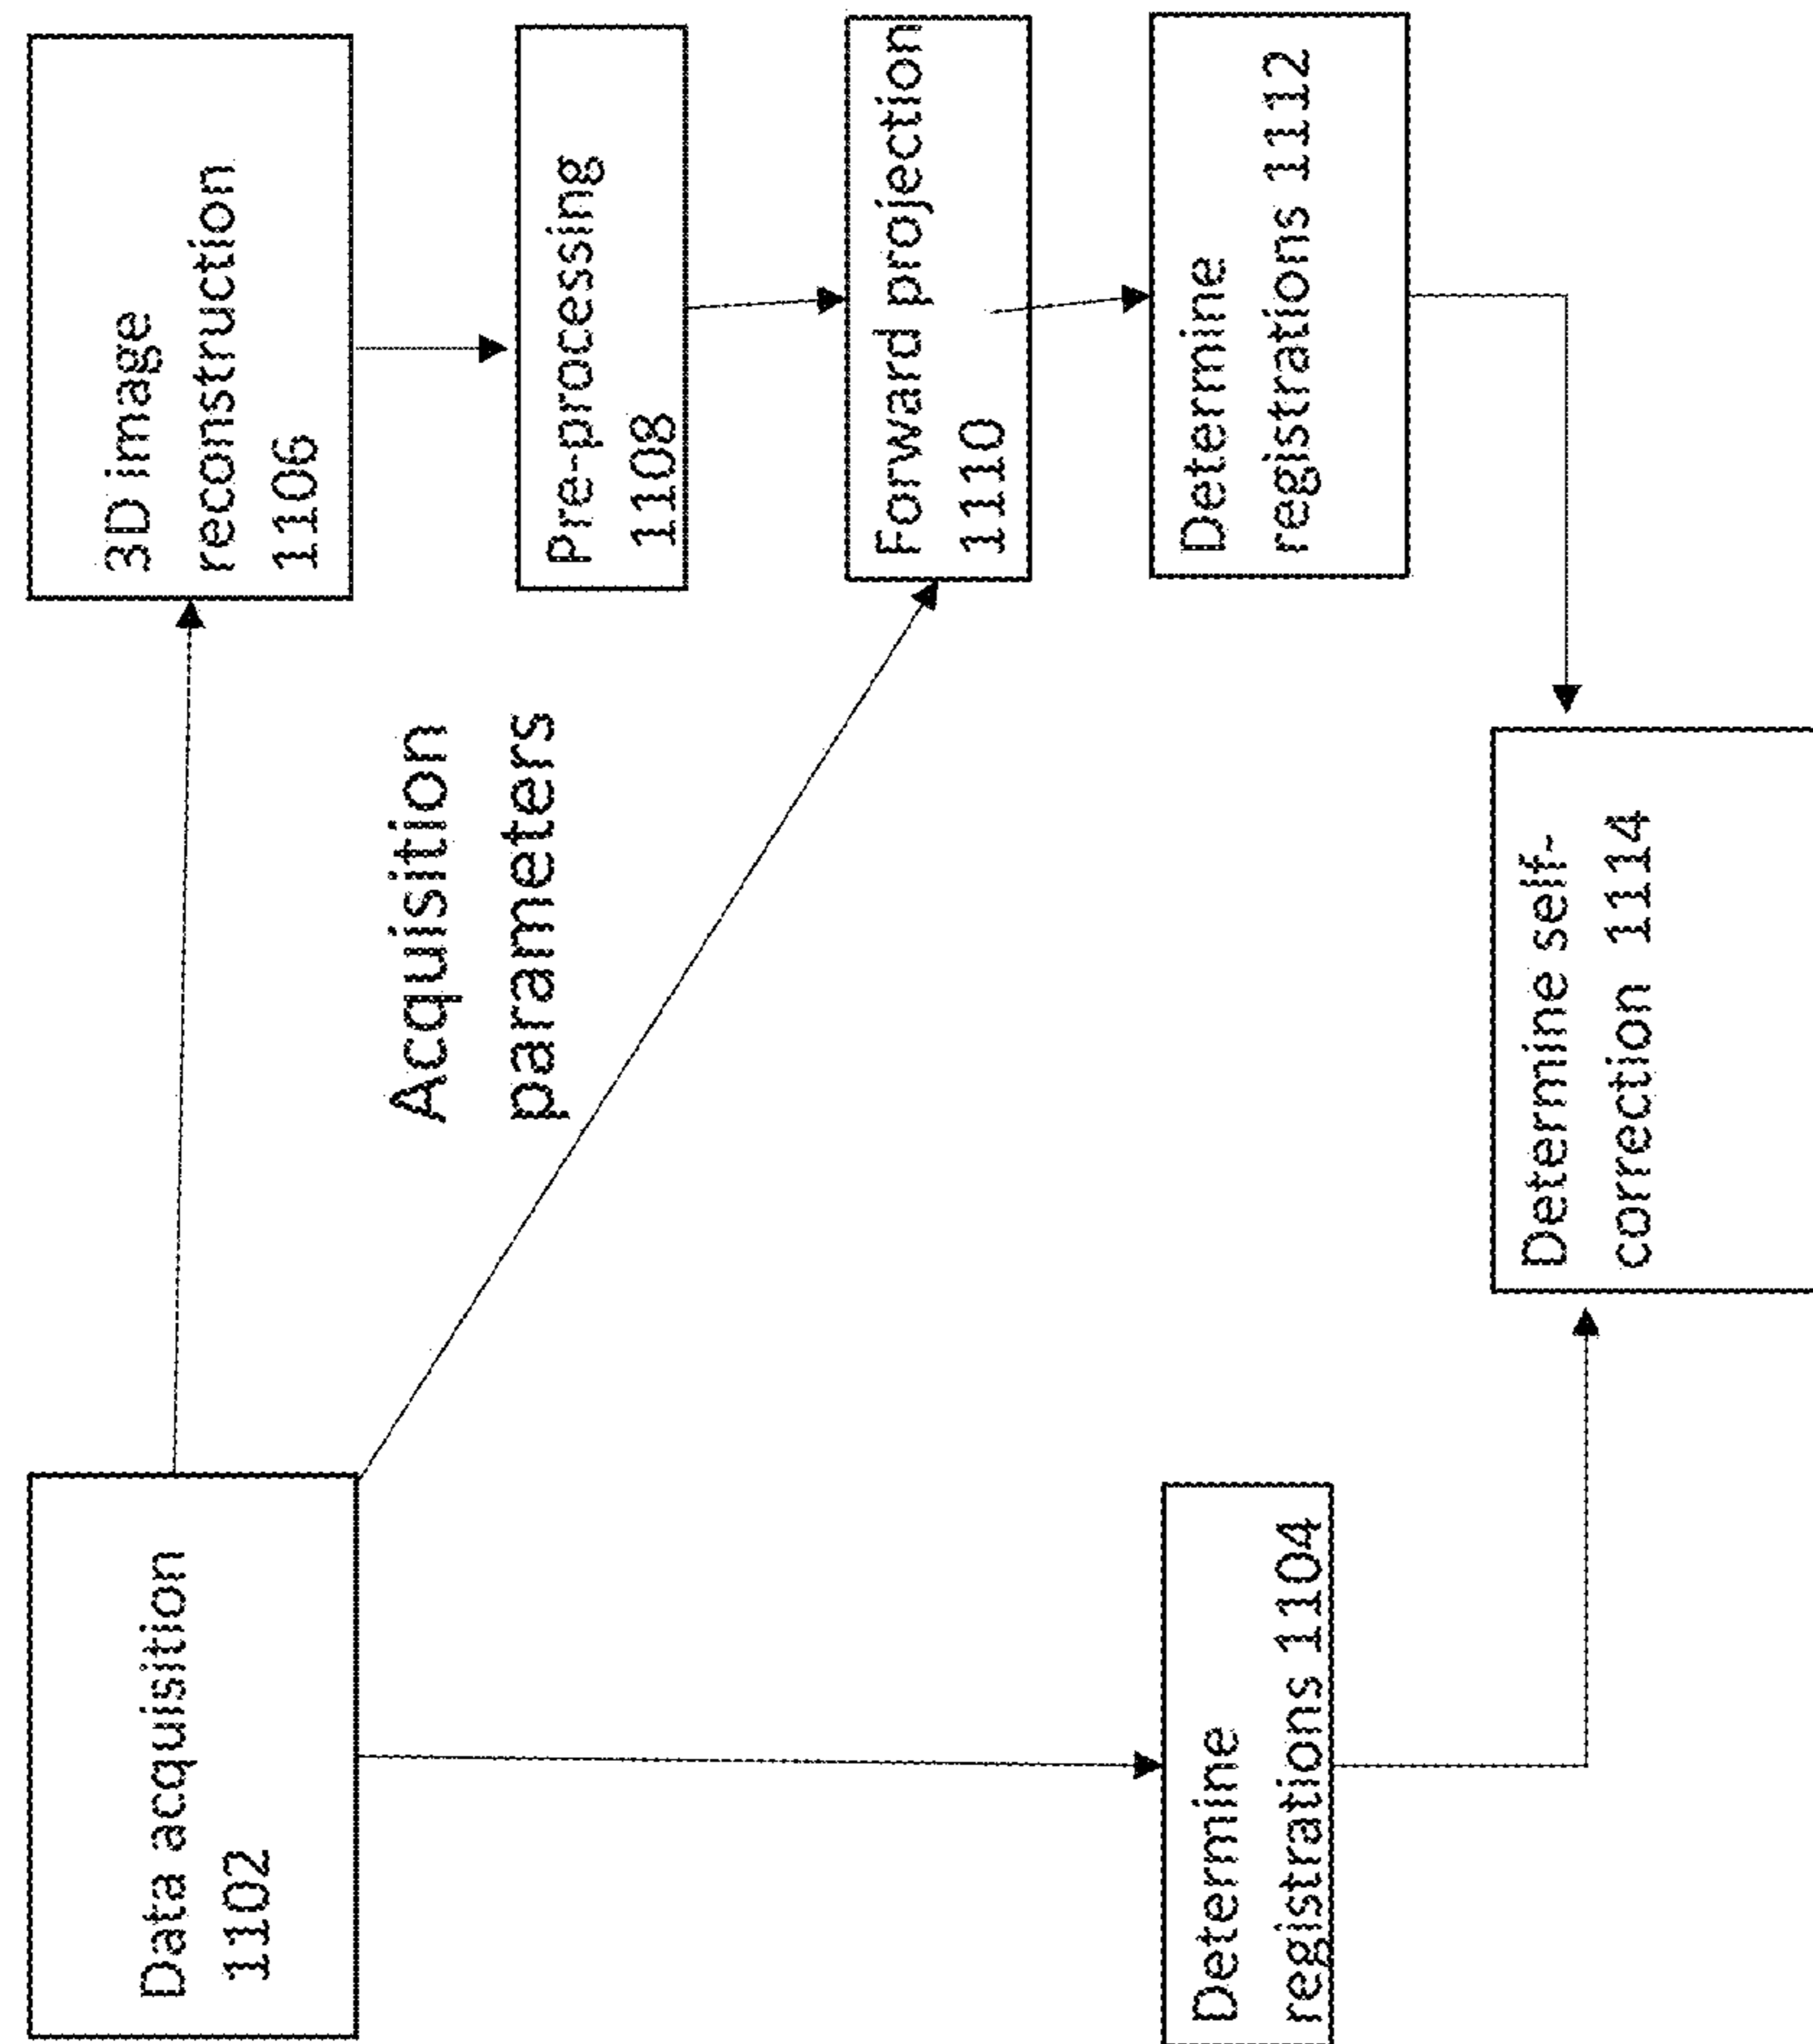 Data acquisition
1102
3D image
reconstruction
1106
Acquisition
parameters
Pre-processing
1108
Forward projection
1110
Determine
registrations 1104
Determine
registrations 1112
Determine self-
correction 1114